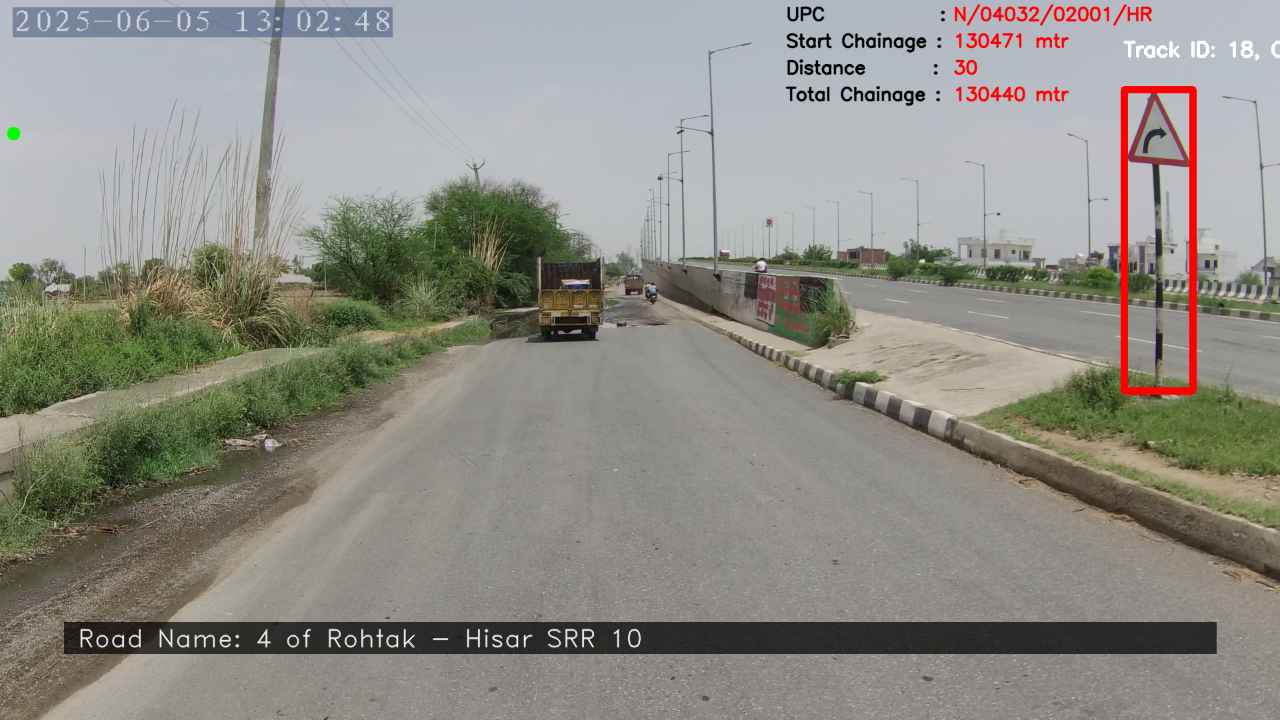 2025-06-05 13:02:48
UPC : N/04032/02001/HR
Start Chainage : 130471 mtr
Distance : 30
Total Chainage : 130440 mtr
Track ID: 18,
Road Name: 4 of Rohtak - Hisar SRR 10